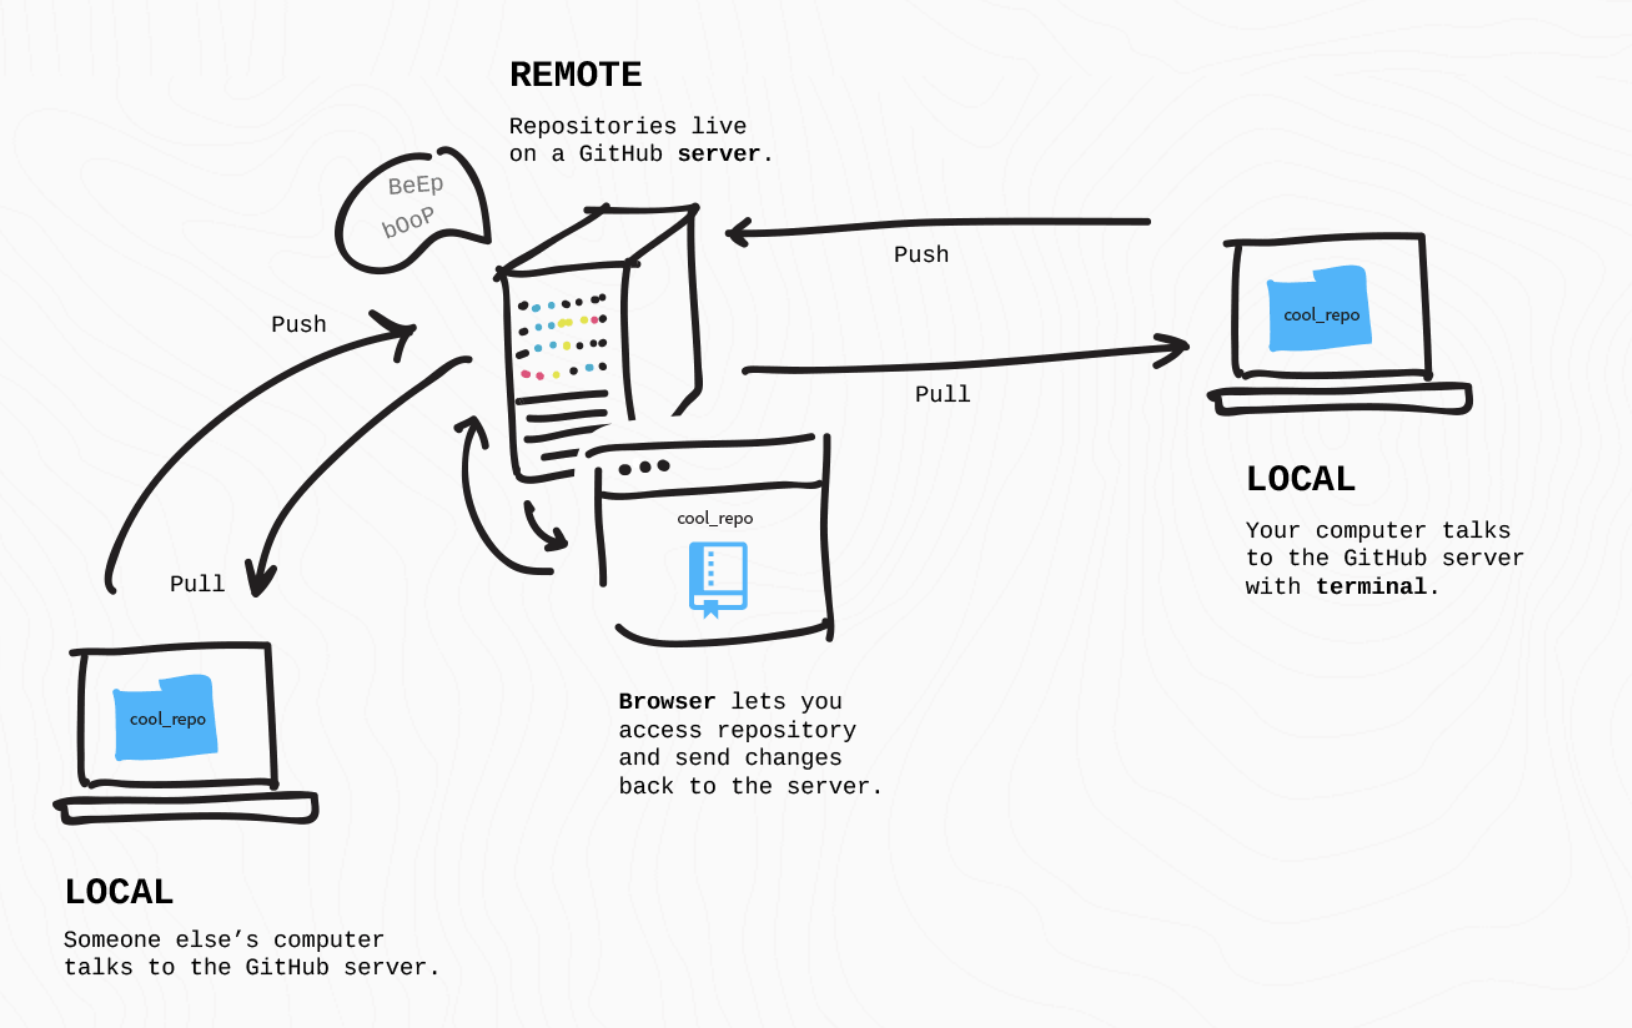 REMOTE
Repositories live
on a GitHub server.
BeEp
bOoP
Push
Pull
cool_repo
Push
Pull
cool_repo
LOCAL
Your computer talks
to the GitHub server
with terminal.
cool_repo
Browser lets you
access repository
and send changes
back to the server.
LOCAL
Someone else’s computer
talks to the GitHub server.